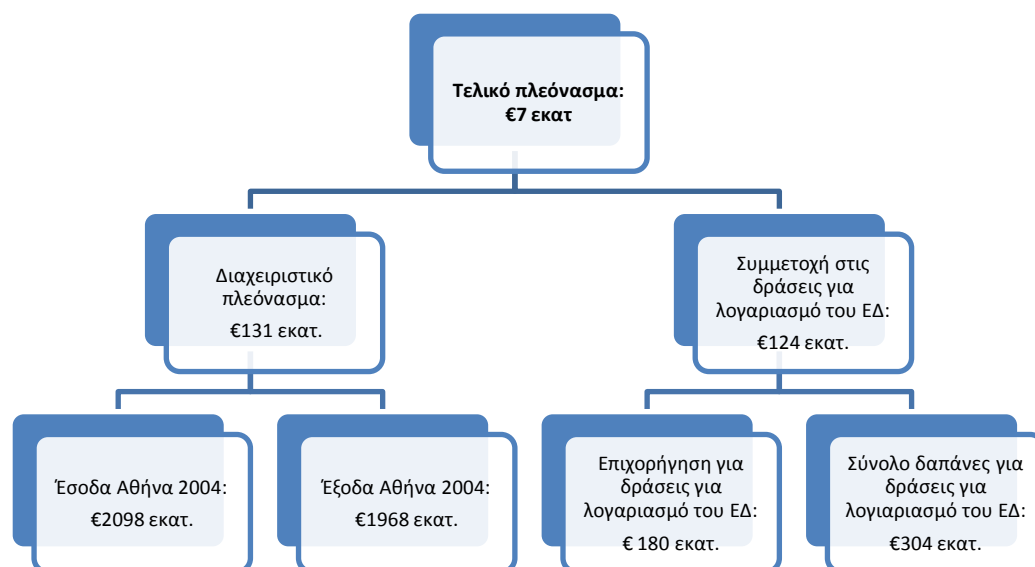 Τελικό πλεόνασμα:
€7 εκατ
Διαχειριστικό
πλεόνασμα:
€131 εκατ.
Συμμετοχή στις
δράσεις για
λογαριασμό του ΕΔ:
€124 εκατ.
Έσοδα Αθήνα 2004:
€2098 εκατ.
Έξοδα Αθήνα 2004:
€1968 εκατ.
Επιχορήγηση για
δράσεις για
λογαριασμό του ΕΔ:
€ 180 εκατ.
Σύνολο δαπάνες για
δράσεις για
λογιαριασμό του ΕΔ:
€304 εκατ.